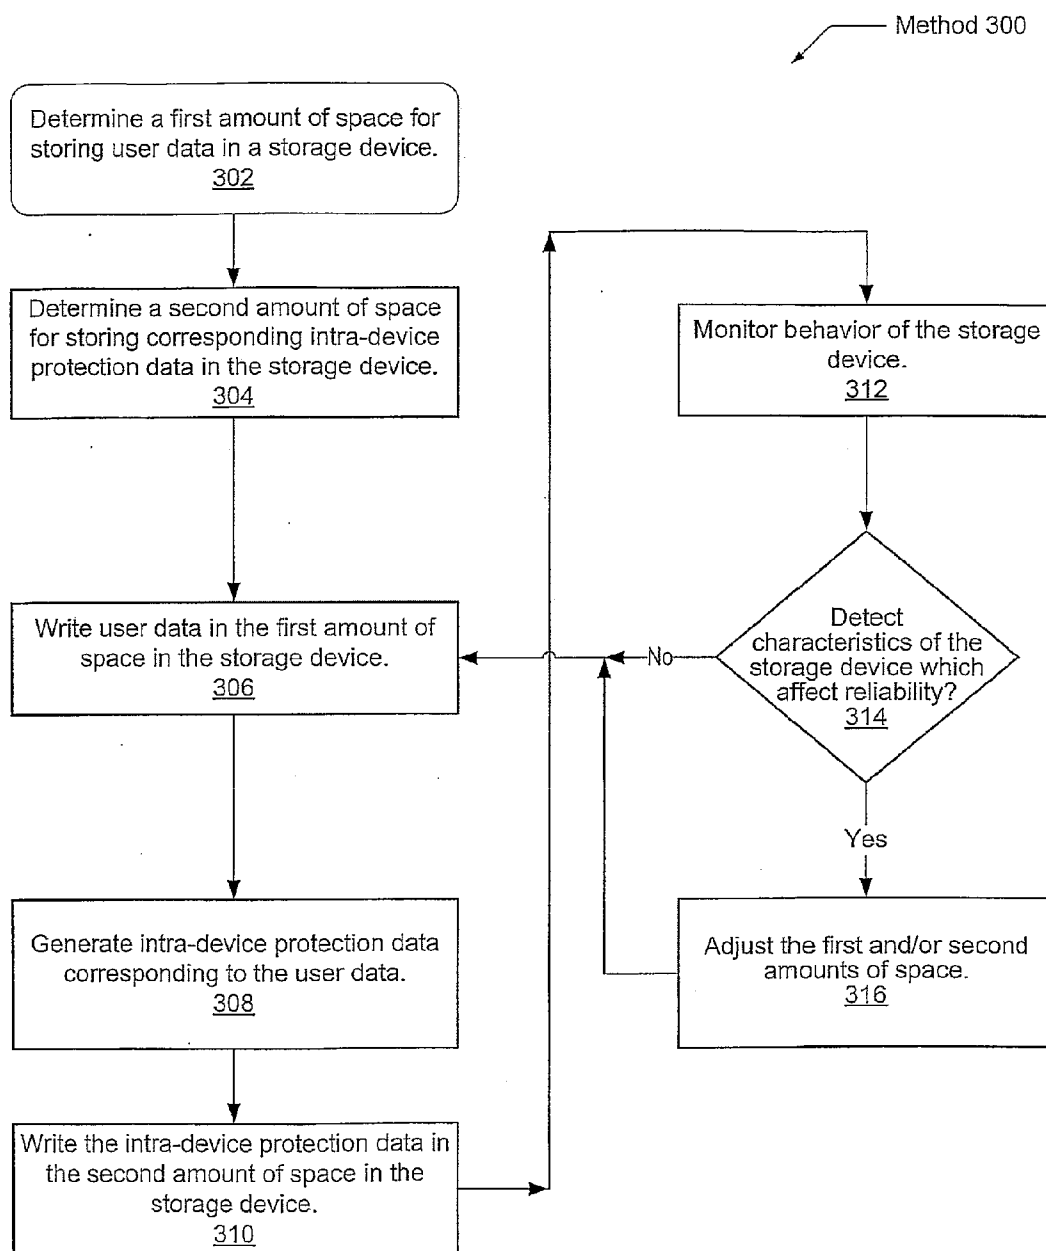 Method 300
Determine a first amount of space for
storing user data in a storage device.
302
Determine a second amount of space
for storing corresponding intra-device
protection data in the storage device.
304
Write user data in the first amount of
space in the storage device.
306
Generate intra-device protection data
corresponding to the user data.
308
Write the intra-device protection data in
the second amount of space in the
storage device.
310
Monitor behavior of the storage
device.
312
Detect
characteristics of the
storage device which
affect reliability?
314
No
Yes
Adjust the first and/or second
amounts of space.
316